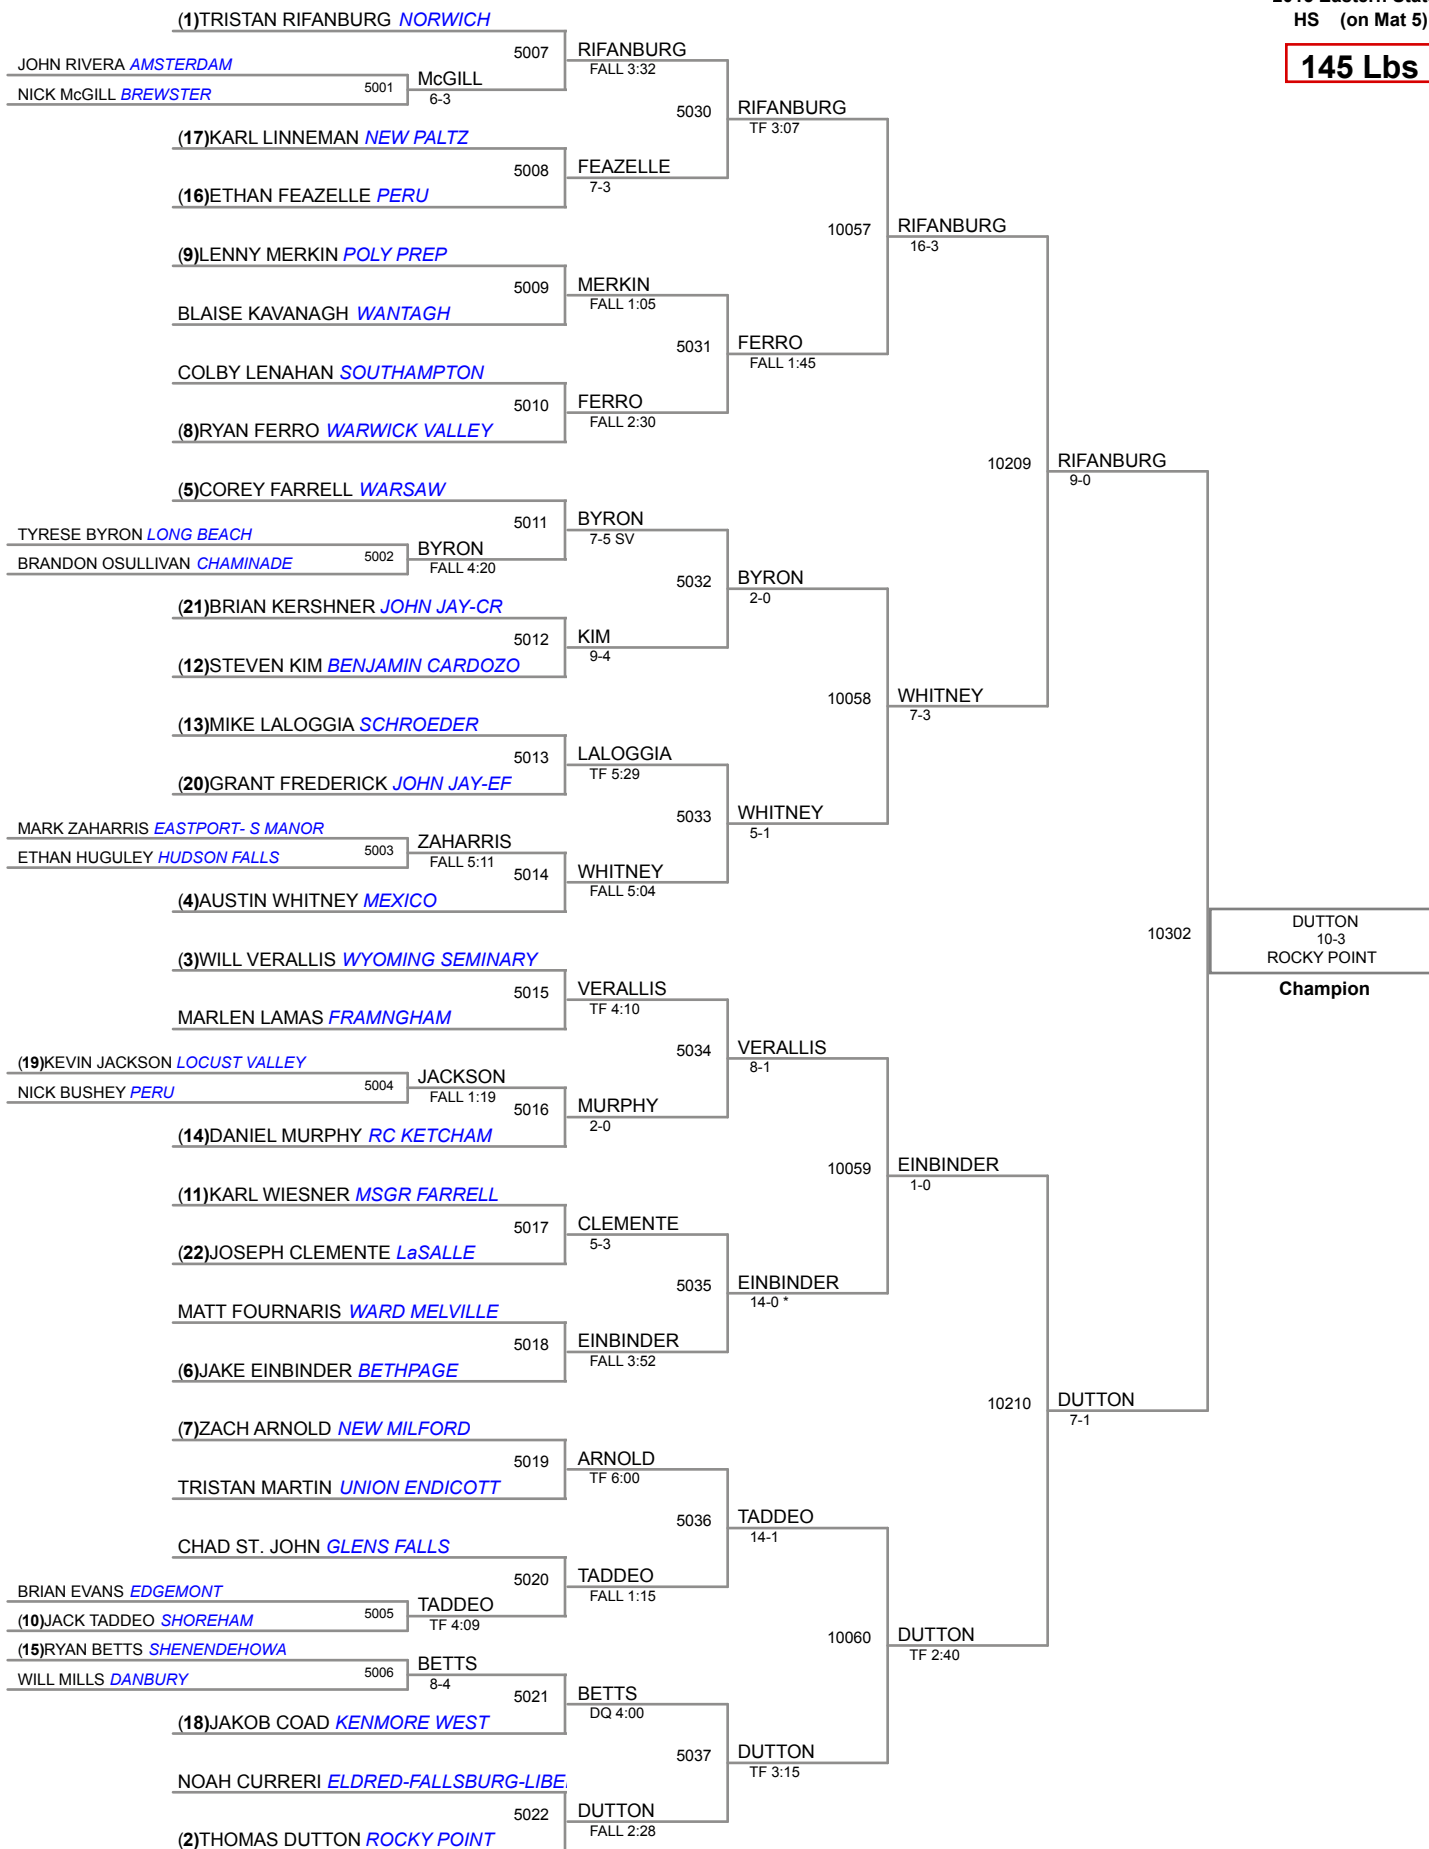 HS (on Mat 5)
145 Lbs
(1)TRISTAN RIFANBURG NORWICH
5007
RIFANBURG
FALL 3:32
JOHN RIVERA AMSTERDAM
5001
McGILL
6-3
NICK McGILL BREWSTER
5030
RIFANBURG
TF 3:07
(17)KARL LINNEMAN NEW PALTZ
5008
FEAZELLE
7-3
(16)ETHAN FEAZELLE PERU
10057
RIFANBURG
16-3
(9)LENNY MERKIN POLY PREP
5009
MERKIN
FALL 1:05
BLAISE KAVANAGH WANTAGH
5031
FERRO
FALL 1:45
COLBY LENAHAN SOUTHAMPTON
5010
FERRO
FALL 2:30
(8)RYAN FERRO WARWICK VALLEY
10209
RIFANBURG
9-0
(5)COREY FARRELL WARSAW
5011
BYRON
7-5 SV
TYRESE BYRON LONG BEACH
5002
BYRON
FALL 4:20
BRANDON OSULLIVAN CHAMINADE
5032
BYRON
2-0
(21)BRIAN KERSHNER JOHN JAY-CR
5012
KIM
9-4
(12)STEVEN KIM BENJAMIN CARDOZO
10058
WHITNEY
7-3
(13)MIKE LALOGGIA SCHROEDER
5013
LALOGGIA
TF 5:29
(20)GRANT FREDERICK JOHN JAY-EF
5033
WHITNEY
5-1
MARK ZAHARRIS EASTPORT- S MANOR
5003
ZAHARRIS
FALL 5:11
ETHAN HUGULEY HUDSON FALLS
5014
WHITNEY
FALL 5:04
(4)AUSTIN WHITNEY MEXICO
10302
DUTTON
10-3
ROCKY POINT
Champion
(3)WILL VERALLIS WYOMING SEMINARY
5015
VERALLIS
TF 4:10
MARLEN LAMAS FRAMNGHAM
5034
VERALLIS
8-1
(19)KEVIN JACKSON LOCUST VALLEY
5004
JACKSON
FALL 1:19
NICK BUSHEY PERU
5016
MURPHY
2-0
(14)DANIEL MURPHY RC KETCHAM
10059
EINBINDER
1-0
(11)KARL WIESNER MSGR FARRELL
5017
CLEMENTE
5-3
(22)JOSEPH CLEMENTE LaSALLE
5035
EINBINDER
14-0 *
MATT FOURNARIS WARD MELVILLE
5018
EINBINDER
FALL 3:52
(6)JAKE EINBINDER BETHPAGE
10210
DUTTON
7-1
(7)ZACH ARNOLD NEW MILFORD
5019
ARNOLD
TF 6:00
TRISTAN MARTIN UNION ENDICOTT
5036
TADDEO
14-1
CHAD ST. JOHN GLENS FALLS
5020
TADDEO
FALL 1:15
BRIAN EVANS EDGEMONT
5005
TADDEO
TF 4:09
(10)JACK TADDEO SHOREHAM
10060
DUTTON
TF 2:40
(15)RYAN BETTS SHENENDEHOWA
5006
BETTS
8-4
WILL MILLS DANBURY
5021
BETTS
DQ 4:00
(18)JAKOB COAD KENMORE WEST
5037
DUTTON
TF 3:15
NOAH CURRERI ELDRED-FALLSBURG-LIBE
5022
DUTTON
FALL 2:28
(2)THOMAS DUTTON ROCKY POINT